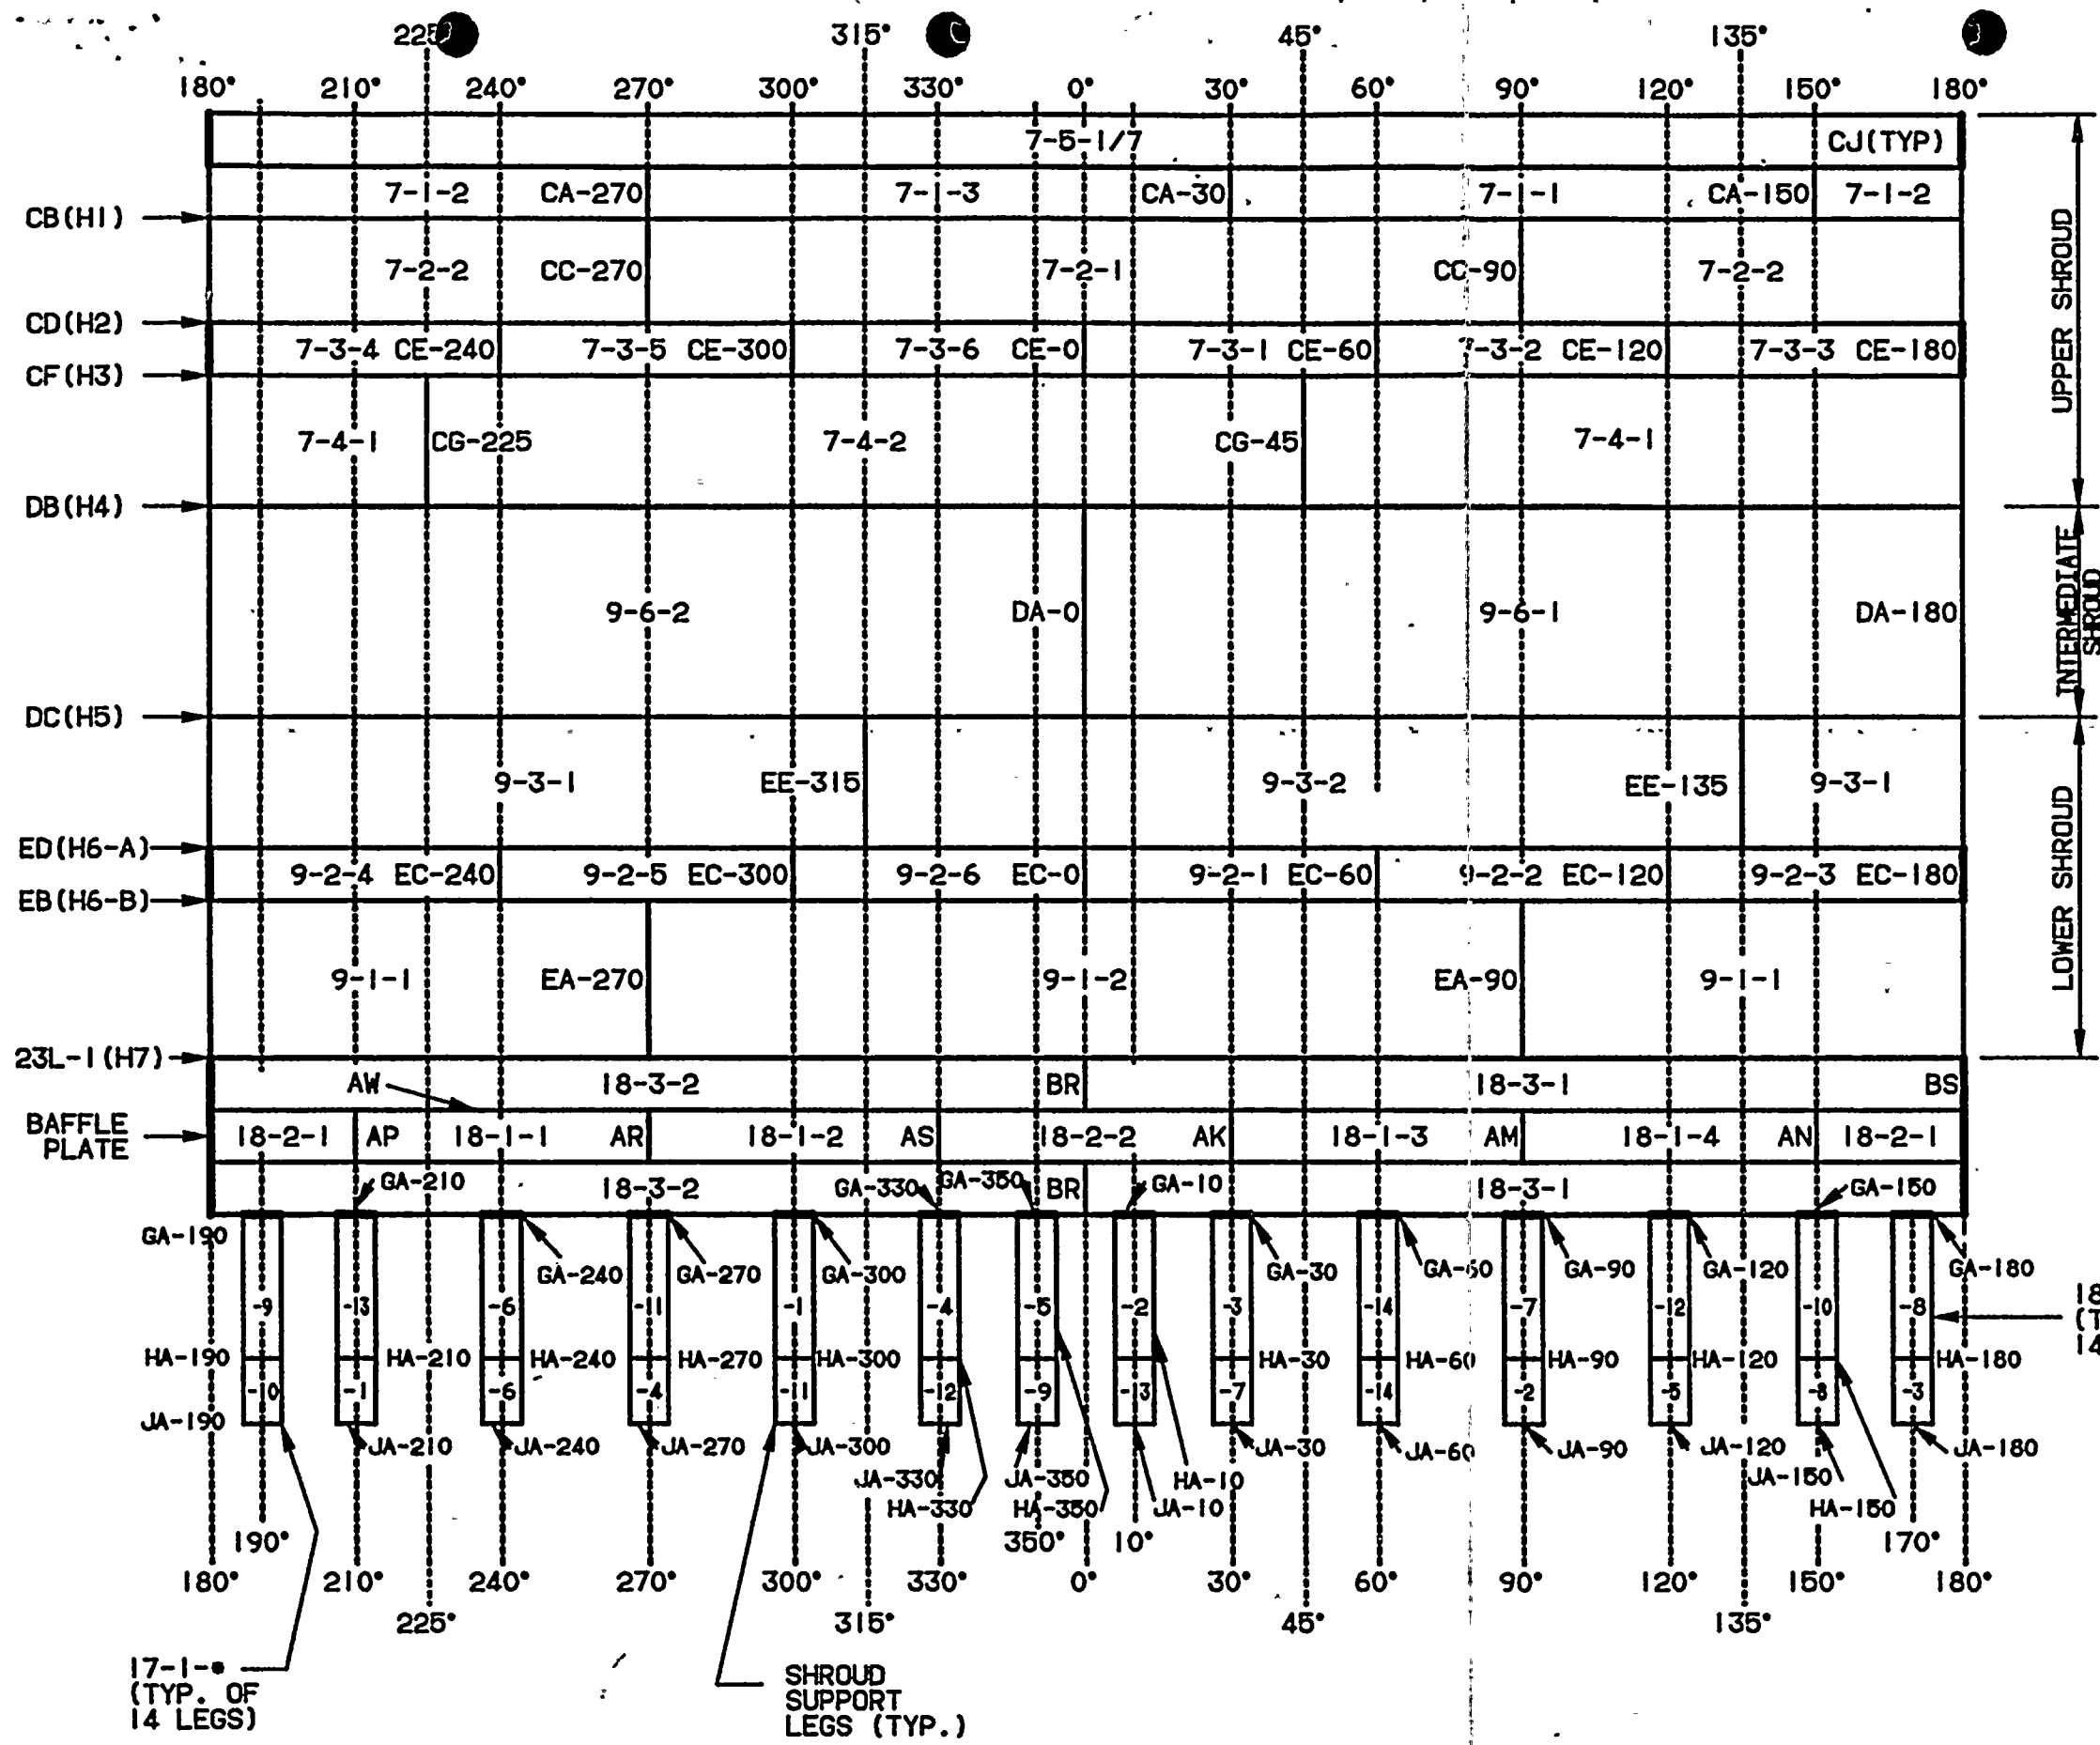 225° 315° 45° 135°
180° 210° 240° 270° 300° 330° 0° 30° 60° 90° 120° 150° 180°
7-5-1/7 CJ(TYP)
7-1-2 CA-270 7-1-3 CA-30 7-1-1 CA-150 7-1-2
CB(H1)
7-2-2 CC-270 7-2-1 CC-90 7-2-2
CD(H2)
7-3-4 CE-240 7-3-5 CE-300 7-3-6 CE-0 7-3-1 CE-60 7-3-2 CE-120 7-3-3 CE-180
CF(H3)
UPPER SHROUD
7-4-1 CG-225 7-4-2 CG-45 7-4-1
DB(H4)
9-6-2 DA-0 9-6-1 DA-180
INTERMEDIATE
SHROUD
DC(H5)
9-3-1 EE-315 9-3-2 EE-135 9-3-1
ED(H6-A)
9-2-4 EC-240 9-2-5 EC-300 9-2-6 EC-0 9-2-1 EC-60 9-2-2 EC-120 9-2-3 EC-180
EB(H6-B)
LOWER SHROUD
9-1-1 EA-270 9-1-2 EA-90 9-1-1
23L-1(H7)
AW 18-3-2 BR 18-3-1 BS
BAFFLE
PLATE
18-2-1 AP 18-1-1 AR 18-1-2 AS 18-2-2 AK 18-1-3 AM 18-1-4 AN 18-2-1
GA-210 18-3-2 GA-330 GA-350 BR GA-10 18-3-1 GA-150
GA-190 GA-240 GA-270 GA-300 GA-30 GA-60 GA-90 GA-120 GA-180
-9 -13 -6 -11 -1 -4 -5 -2 -3 -14 -7 -12 -10 -8
18
(T
14
HA-190 HA-210 HA-240 HA-270 HA-300 HA-30 HA-60 HA-90 HA-120 HA-180
-10 -1 -6 -4 -11 -12 -9 -13 -7 -14 -2 -5 -8 -3
JA-190 JA-210 JA-240 JA-270 JA-300 JA-30 JA-60 JA-90 JA-120 JA-180
JA-330 JA-350 HA-10 JA-150
HA-330 HA-350 JA-10 HA-150
190° 350° 10° 170°
180° 210° 240° 270° 300° 330° 0° 30° 60° 90° 120° 150° 180°
225° 315° 45° 135°
17-1-*
(TYP. OF
14 LEGS)
SHROUD
SUPPORT
LEGS (TYP.)